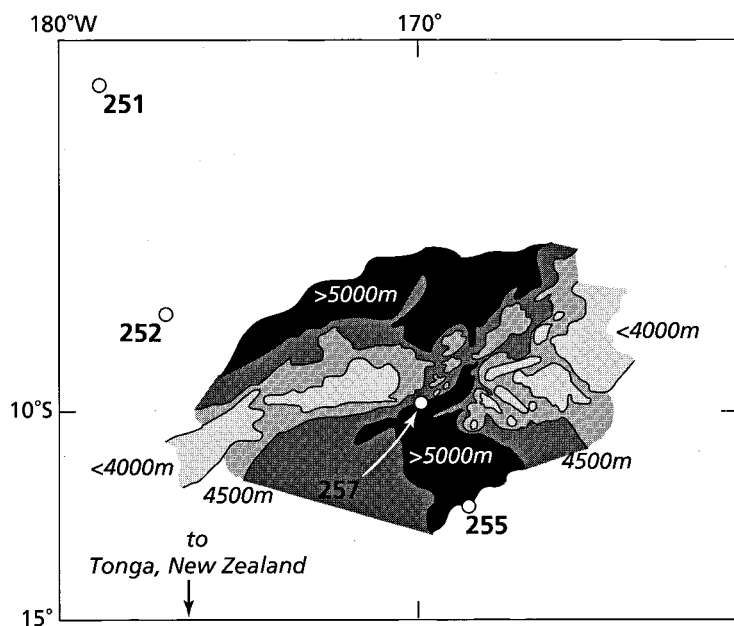 180°W
170°
251
>5000m
252
<4000m
10°S
>5000m
<4000m
4500m
4500m
257
255
to
Tonga, New Zealand
15°